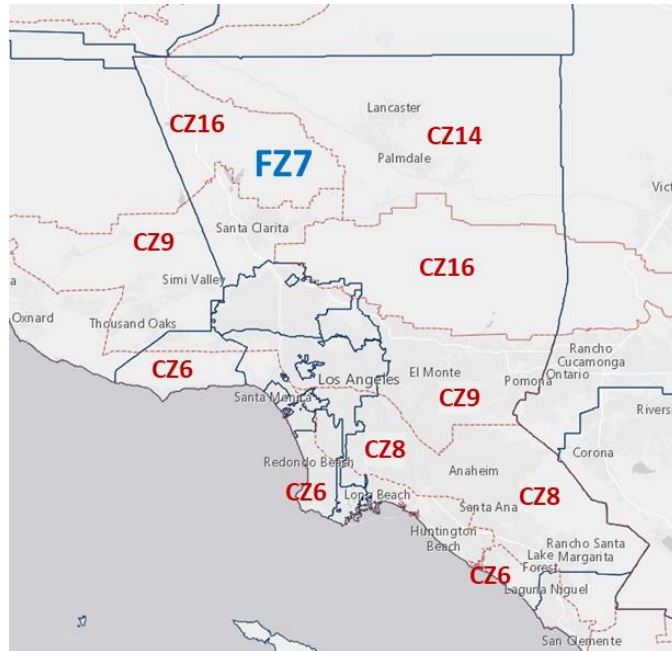 Lancaster
CZ16
CZ14
FZ7
Palmdale
Vict
Santa Clarita
CZ9
CZ16
Simi Valley
a
Oxnard
Thousand Oaks
Rancho
Cucamonga
CZ6
Los Angeles
El Monte
Pomona
Ontario
Santa Monica
CZ9
Rivers
CZ8
Corona
Redondo Beach
Anaheim
CZ6
Long Beach
CZ8
Santa Ana
Huntington
Beach
Rancho Santa
Margarita
Lake
Forest
CZ6
Laguna Niguel
San Clemente